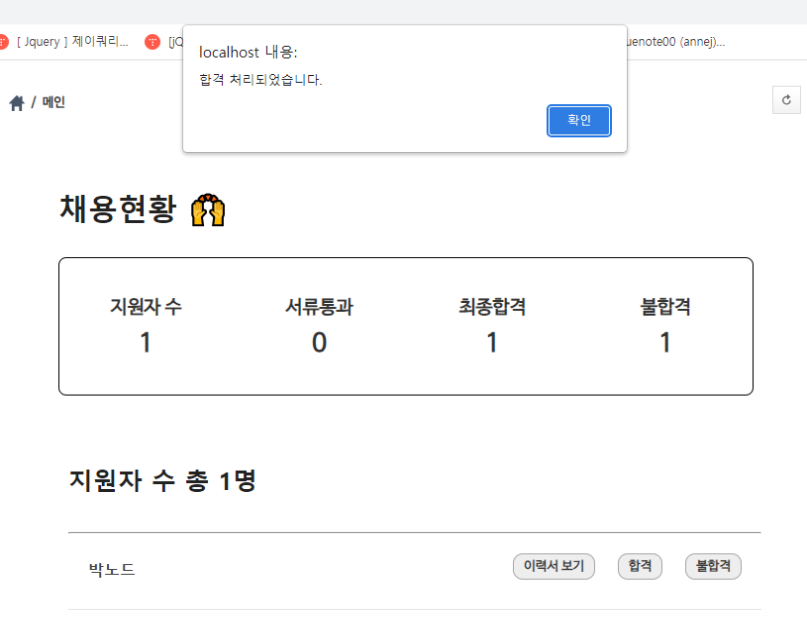 [ Jquery ] 제이쿼리...
[jQ
uenote00 (annej)...
localhost 내용:
합격 처리되었습니다.
확인
/ 메인
채용현황
지원자 수 서류통과 최종합격 불합격
1 0 1 1
지원자 수 총 1명
박노드 이력서 보기 합격 불합격